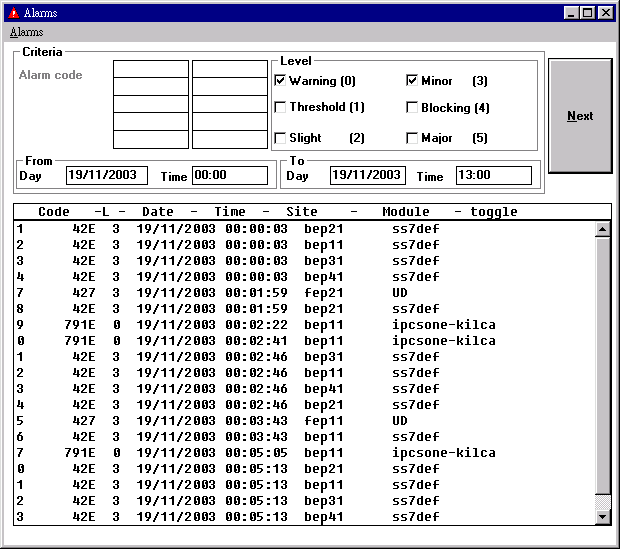 Alarms
Alarms
Criteria
Alarm code
Level
Warning (0)
Minor (3)
Threshold (1)
Blocking (4)
Slight (2)
Major (5)
Next
From
Day 19/11/2003 Time 00:00
To
Day 19/11/2003 Time 13:00
Code -L - Date - Time - Site - Module - toggle
1 42E 3 19/11/2003 00:00:03 bep21 ss7def
2 42E 3 19/11/2003 00:00:03 bep11 ss7def
3 42E 3 19/11/2003 00:00:03 bep31 ss7def
4 42E 3 19/11/2003 00:00:03 bep41 ss7def
7 427 3 19/11/2003 00:01:59 fep21 UD
8 42E 3 19/11/2003 00:01:59 bep21 ss7def
9 791E 0 19/11/2003 00:02:22 bep11 ipcsone-kilca
0 791E 0 19/11/2003 00:02:41 bep11 ipcsone-kilca
1 42E 3 19/11/2003 00:02:46 bep31 ss7def
2 42E 3 19/11/2003 00:02:46 bep11 ss7def
3 42E 3 19/11/2003 00:02:46 bep41 ss7def
4 42E 3 19/11/2003 00:02:46 bep21 ss7def
5 427 3 19/11/2003 00:03:43 fep11 UD
6 42E 3 19/11/2003 00:03:43 bep11 ss7def
7 791E 0 19/11/2003 00:05:05 bep11 ipcsone-kilca
0 42E 3 19/11/2003 00:05:13 bep21 ss7def
1 42E 3 19/11/2003 00:05:13 bep11 ss7def
2 42E 3 19/11/2003 00:05:13 bep31 ss7def
3 42E 3 19/11/2003 00:05:13 bep41 ss7def